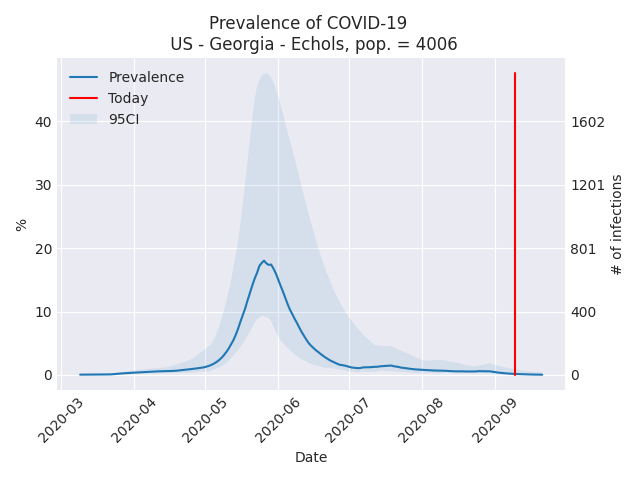 Prevalence of COVID-19
US - Georgia - Echols, pop. = 4006
Prevalence
Today
95CI
%
40
30
20
10
0
1602
1201
801
400
0
# of infections
2020-03
2020-04
2020-05
2020-06
2020-07
2020-08
2020-09
Date